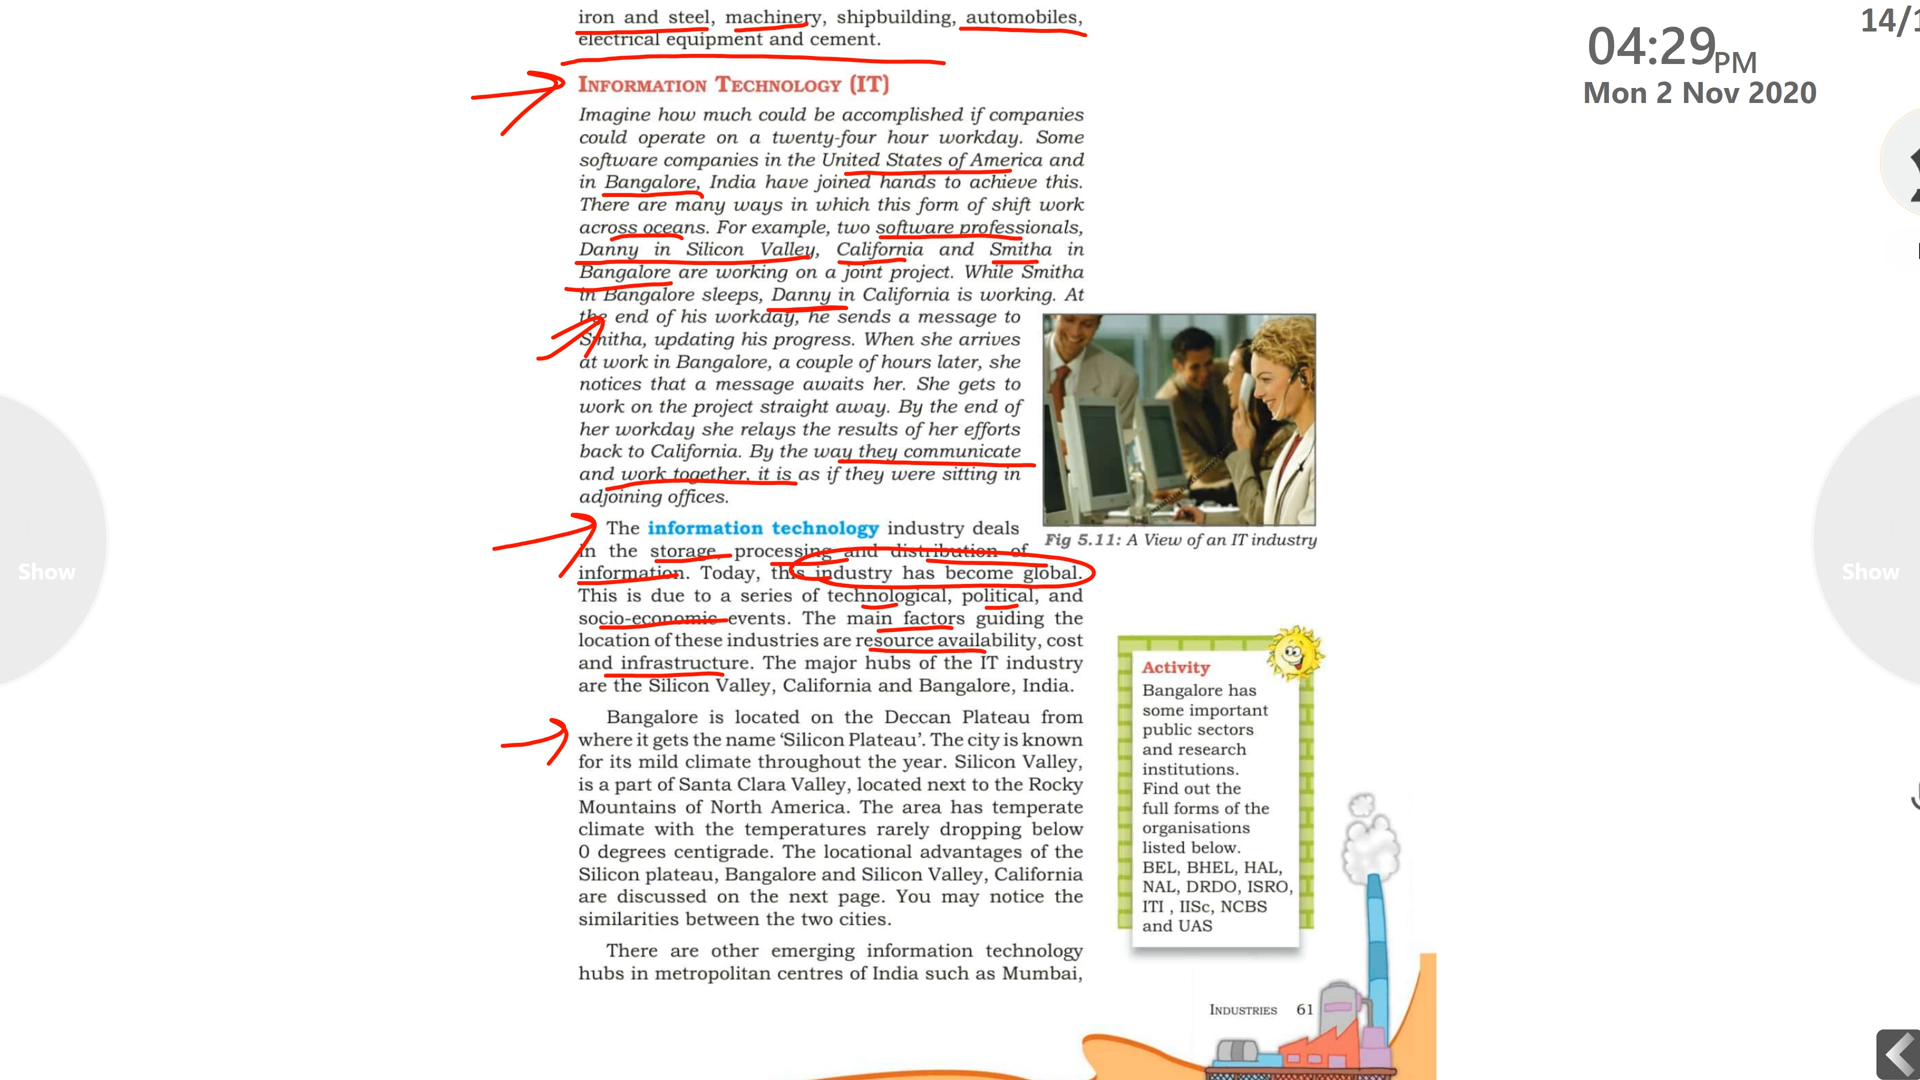 iron and steel, machinery, shipbuilding, automobiles,
electrical equipment and cement.
INFORMATION TECHNOLOGY (IT)
Imagine how much could be accomplished if companies
could operate on a twenty-four hour workday. Some
software companies in the United States of America and
in Bangalore, India have joined hands to achieve this.
There are many ways in which this form of shift work
across oceans. For example, two software professionals,
Danny in Silicon Valley, California and Smitha in
Bangalore are working on a joint project. While Smitha
in Bangalore sleeps, Danny in California is working. At
the end of his workday, he sends a message to
Smitha, updating his progress. When she arrives
at work in Bangalore, a couple of hours later, she
notices that a message awaits her. She gets to
work on the project straight away. By the end of
her workday she relays the results of her efforts
back to California. By the way they communicate
and work together, it is as if they were sitting in
adjoining offices.
The information technology industry deals
in the storage, processing and distribution of
information. Today, this industry has become global.
This is due to a series of technological, political, and
socio-economic events. The main factors guiding the
location of these industries are resource availability, cost
and infrastructure. The major hubs of the IT industry
are the Silicon Valley, California and Bangalore, India.
Bangalore is located on the Deccan Plateau from
where it gets the name ‘Silicon Plateau’. The city is known
for its mild climate throughout the year. Silicon Valley,
is a part of Santa Clara Valley, located next to the Rocky
Mountains of North America. The area has temperate
climate with the temperatures rarely dropping below
0 degrees centigrade. The locational advantages of the
Silicon plateau, Bangalore and Silicon Valley, California
are discussed on the next page. You may notice the
similarities between the two cities.
There are other emerging information technology
hubs in metropolitan centres of India such as Mumbai,
Fig 5.11: A View of an IT industry
Activity
Bangalore has
some important
public sectors
and research
institutions.
Find out the
full forms of the
organisations
listed below.
BEL, BHEL, HAL,
NAL, DRDO, ISRO,
ITI , IISc, NCBS
and UAS
INDUSTRIES 61
04:29 PM
Mon 2 Nov 2020
14/1
Show
Show